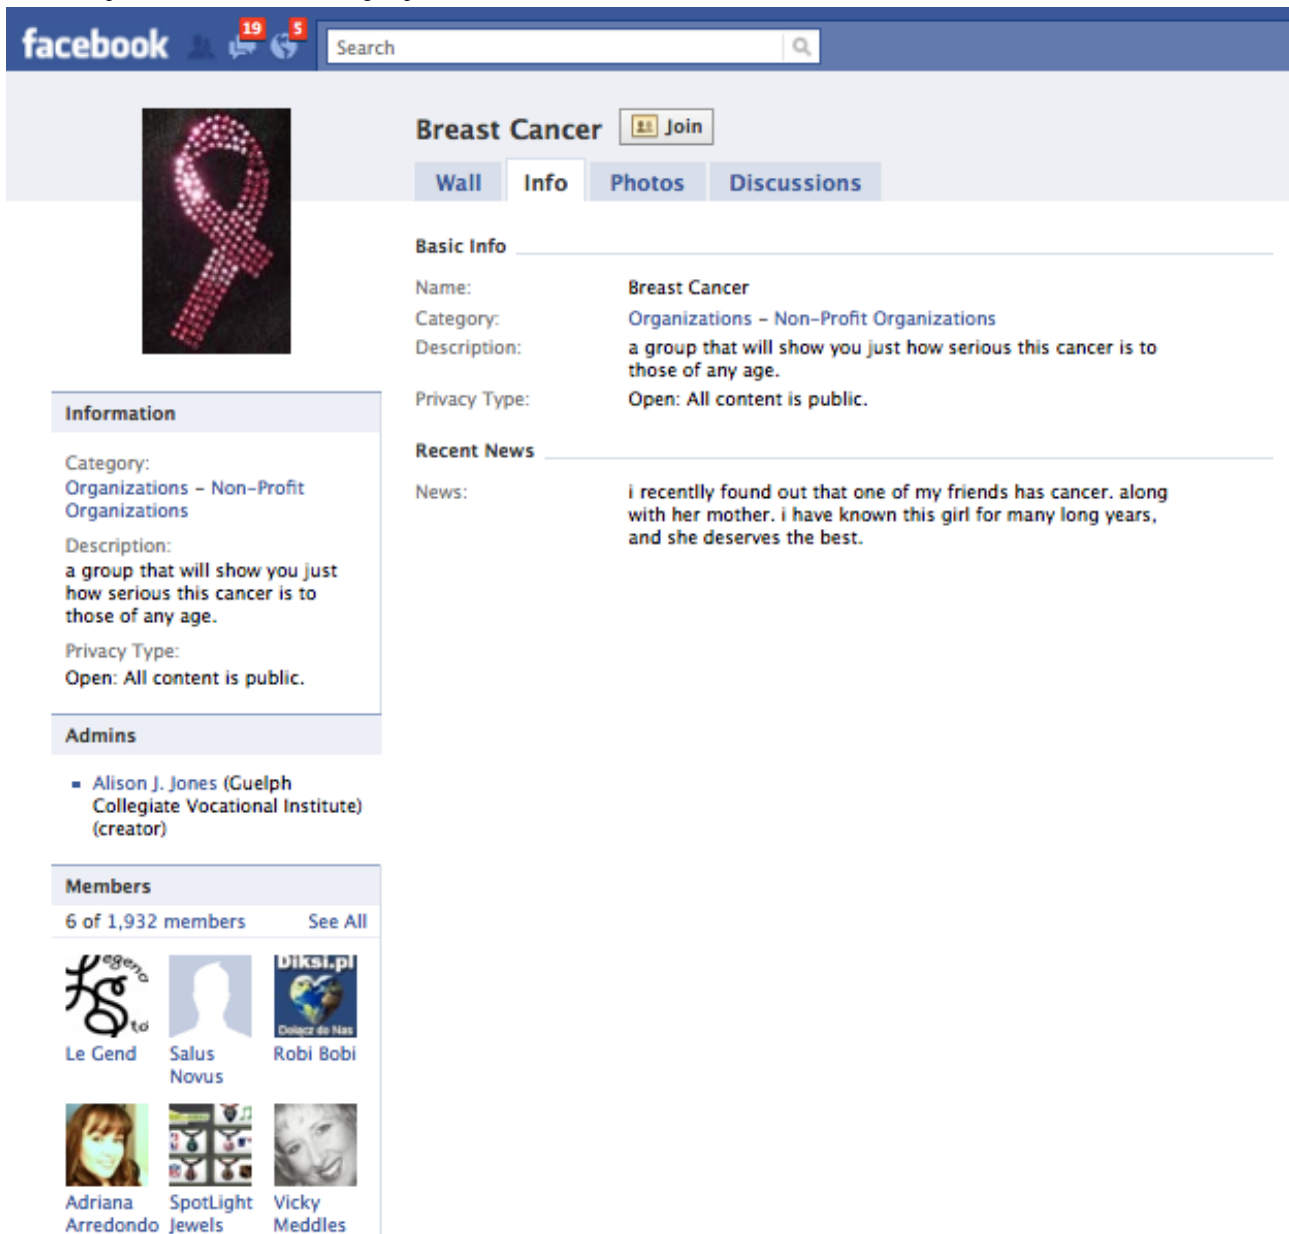 facebook
19
5
Search
Breast Cancer
Join
Wall
Info
Photos
Discussions
Basic Info
Name:
Breast Cancer
Category:
Organizations – Non-Profit Organizations
Description:
a group that will show you just how serious this cancer is to
those of any age.
Privacy Type:
Open: All content is public.
Recent News
News:
i recentlly found out that one of my friends has cancer. along
with her mother. i have known this girl for many long years,
and she deserves the best.
Information
Category:
Organizations – Non-Profit
Organizations
Description:
a group that will show you just
how serious this cancer is to
those of any age.
Privacy Type:
Open: All content is public.
Admins
Alison J. Jones (Guelph
Collegiate Vocational Institute)
(creator)
Members
6 of 1,932 members
See All
Diksi.pl
Dołącz do Nas
Le Gend
Salus
Novus
Robi Bobi
Adriana
Arredondo
SpotLight
Jewels
Vicky
Meddles